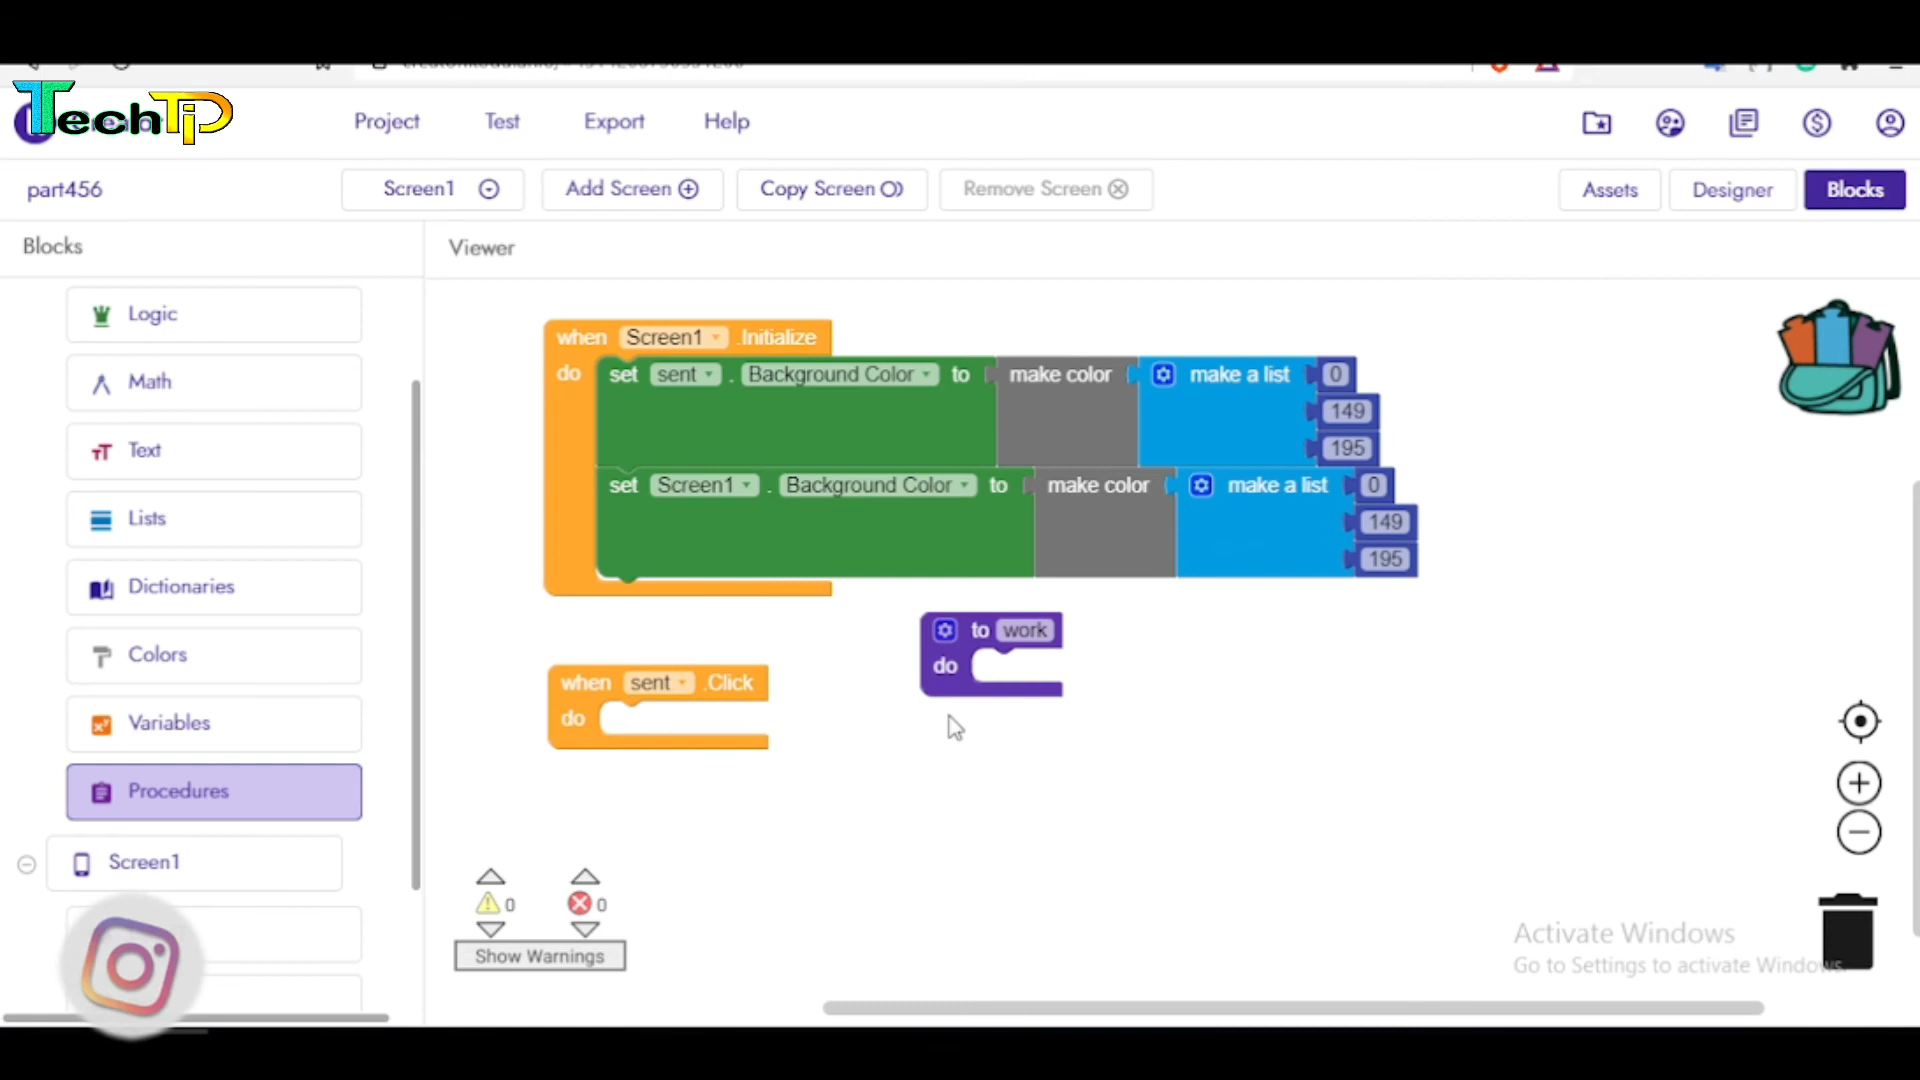 TechTip
Project Test Export Help
part456 Screen1 Add Screen Copy Screen Remove Screen Assets Designer Blocks
Blocks Viewer
Logic
Math
Text
Lists
Dictionaries
Colors
Variables
Procedures
Screen1
when Screen1 .Initialize
do set sent . Background Color to make color make a list 0
149
195
set Screen1 . Background Color to make color make a list 0
149
195
to work
do
when sent .Click
do
0 0
Show Warnings
Activate Windows
Go to Settings to activate Windows.